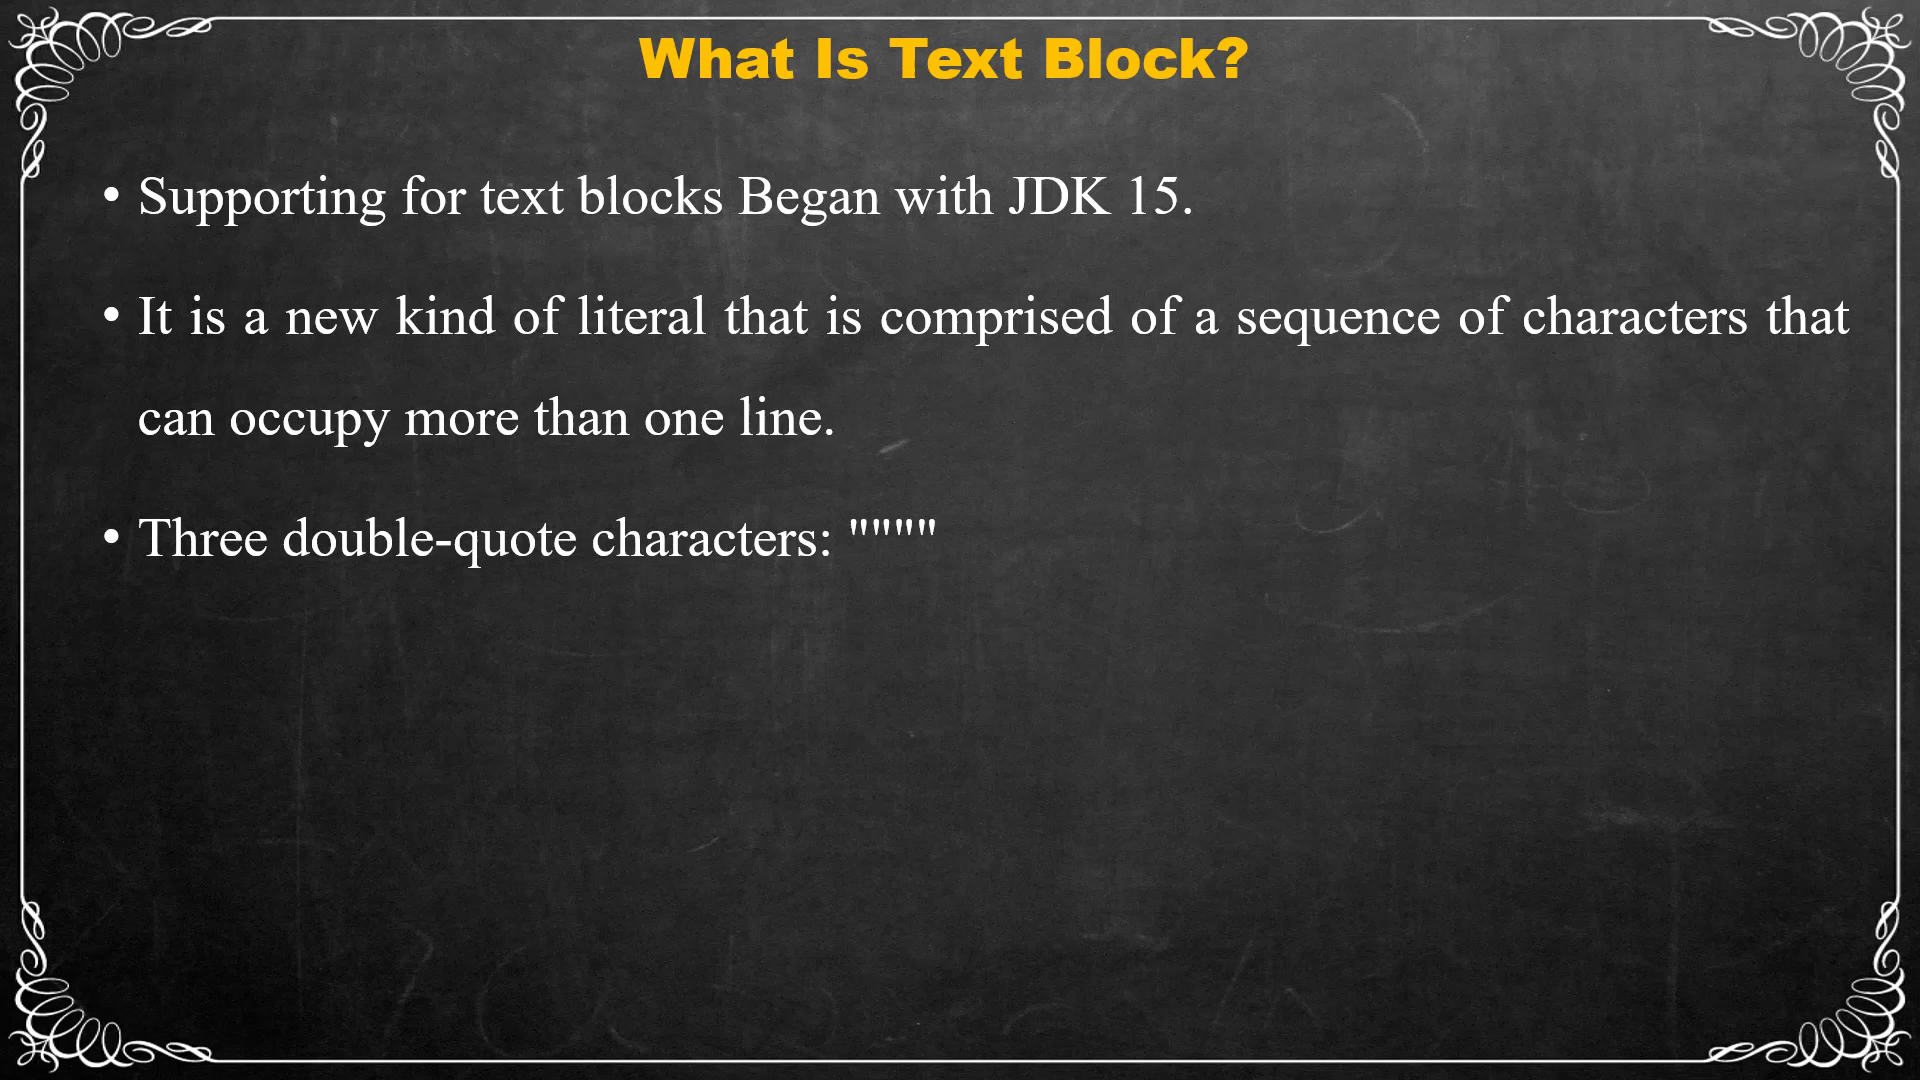 What Is Text Block?
• Supporting for text blocks Began with JDK 15.
• It is a new kind of literal that is comprised of a sequence of characters that
can occupy more than one line.
• Three double-quote characters: """"